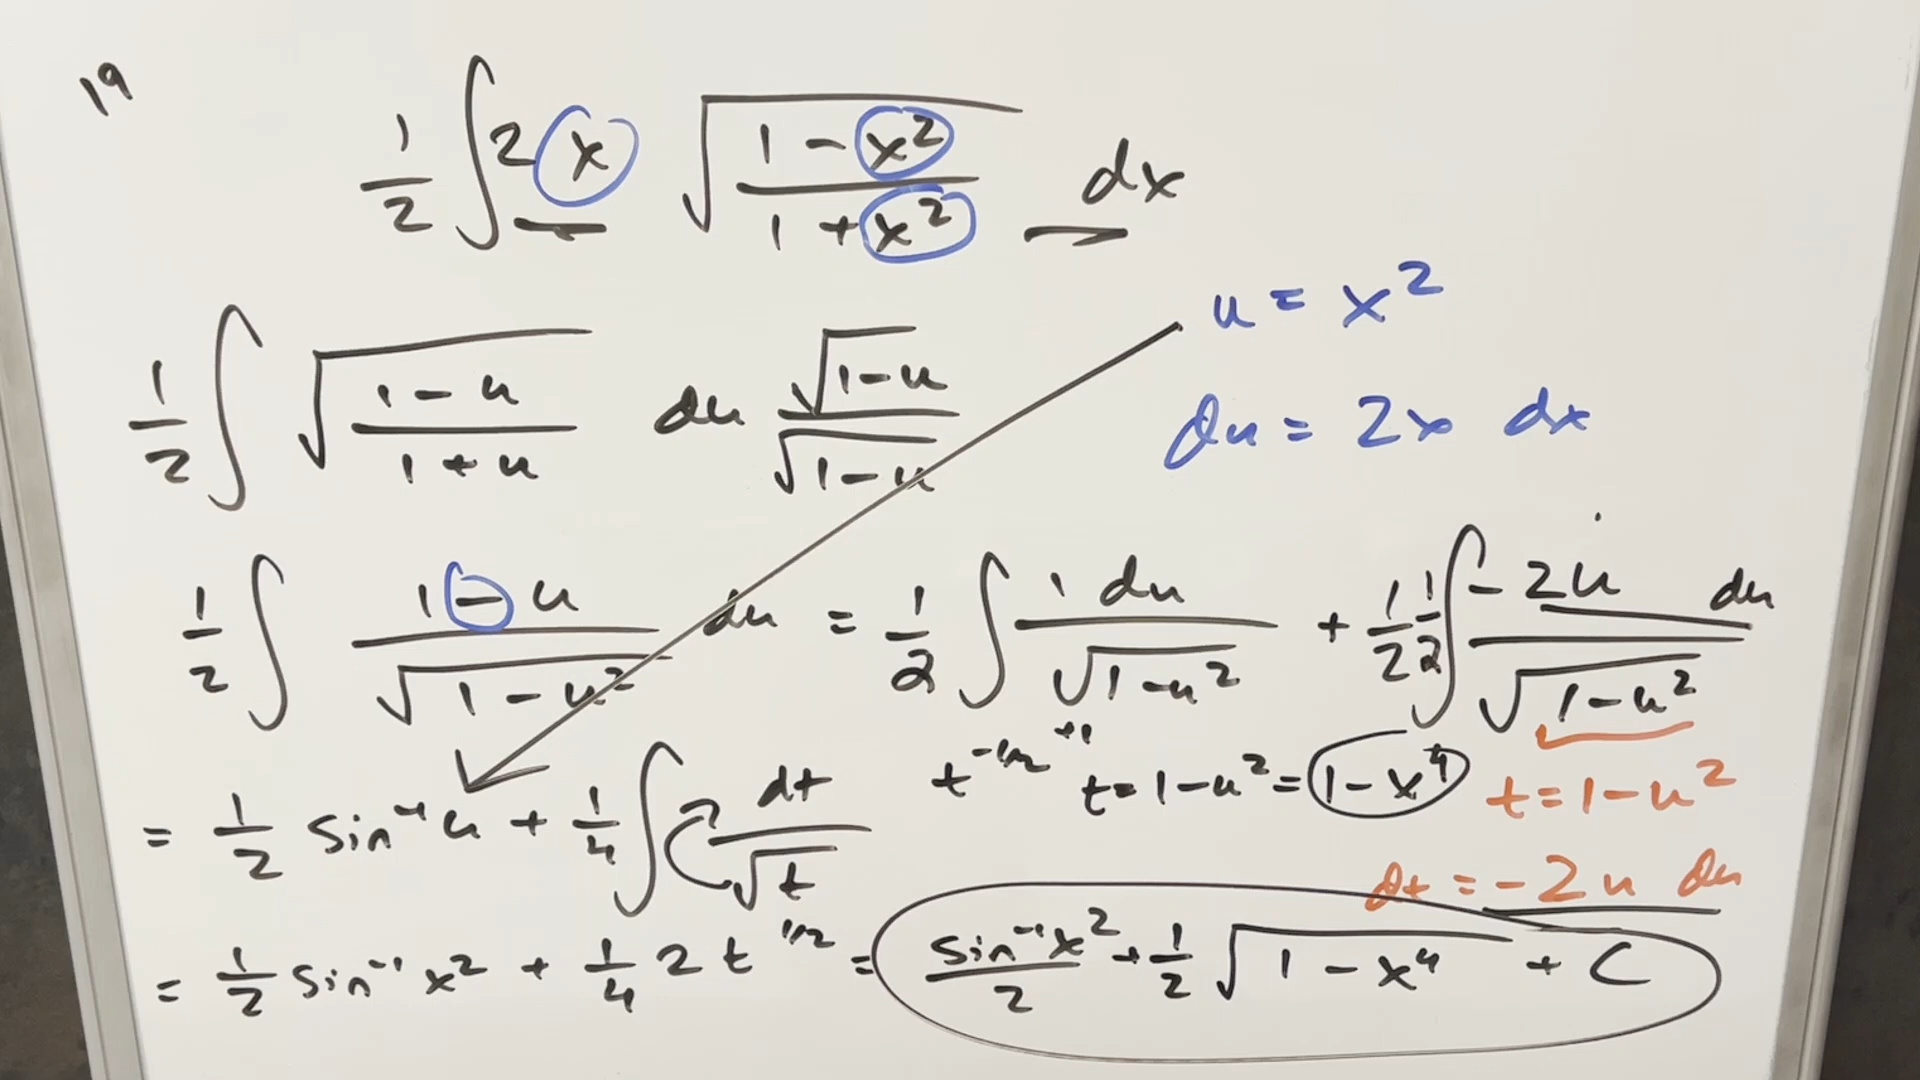 19
1/2 ∫ 2x √((1-x²)/(1+x²)) dx
u = x²
1/2 ∫ √((1-u)/(1+u)) du √(1-u)/√(1-u)
du = 2x dx
1/2 ∫ (1-u)/√(1-u²) du = 1/2 ∫ 1 du/√(1-u²) + 1/2 1/2 ∫ -2u du/√(1-u²)
= 1/2 sin⁻¹ u + 1/4 ∫ dt/√t
t^(-1/2 +1)
t = 1-u² = 1-x⁴
t = 1-u²
dt = -2u du
= 1/2 sin⁻¹ x² + 1/4 2 t^(1/2) = sin⁻¹x²/2 + 1/2 √(1-x⁴) + C